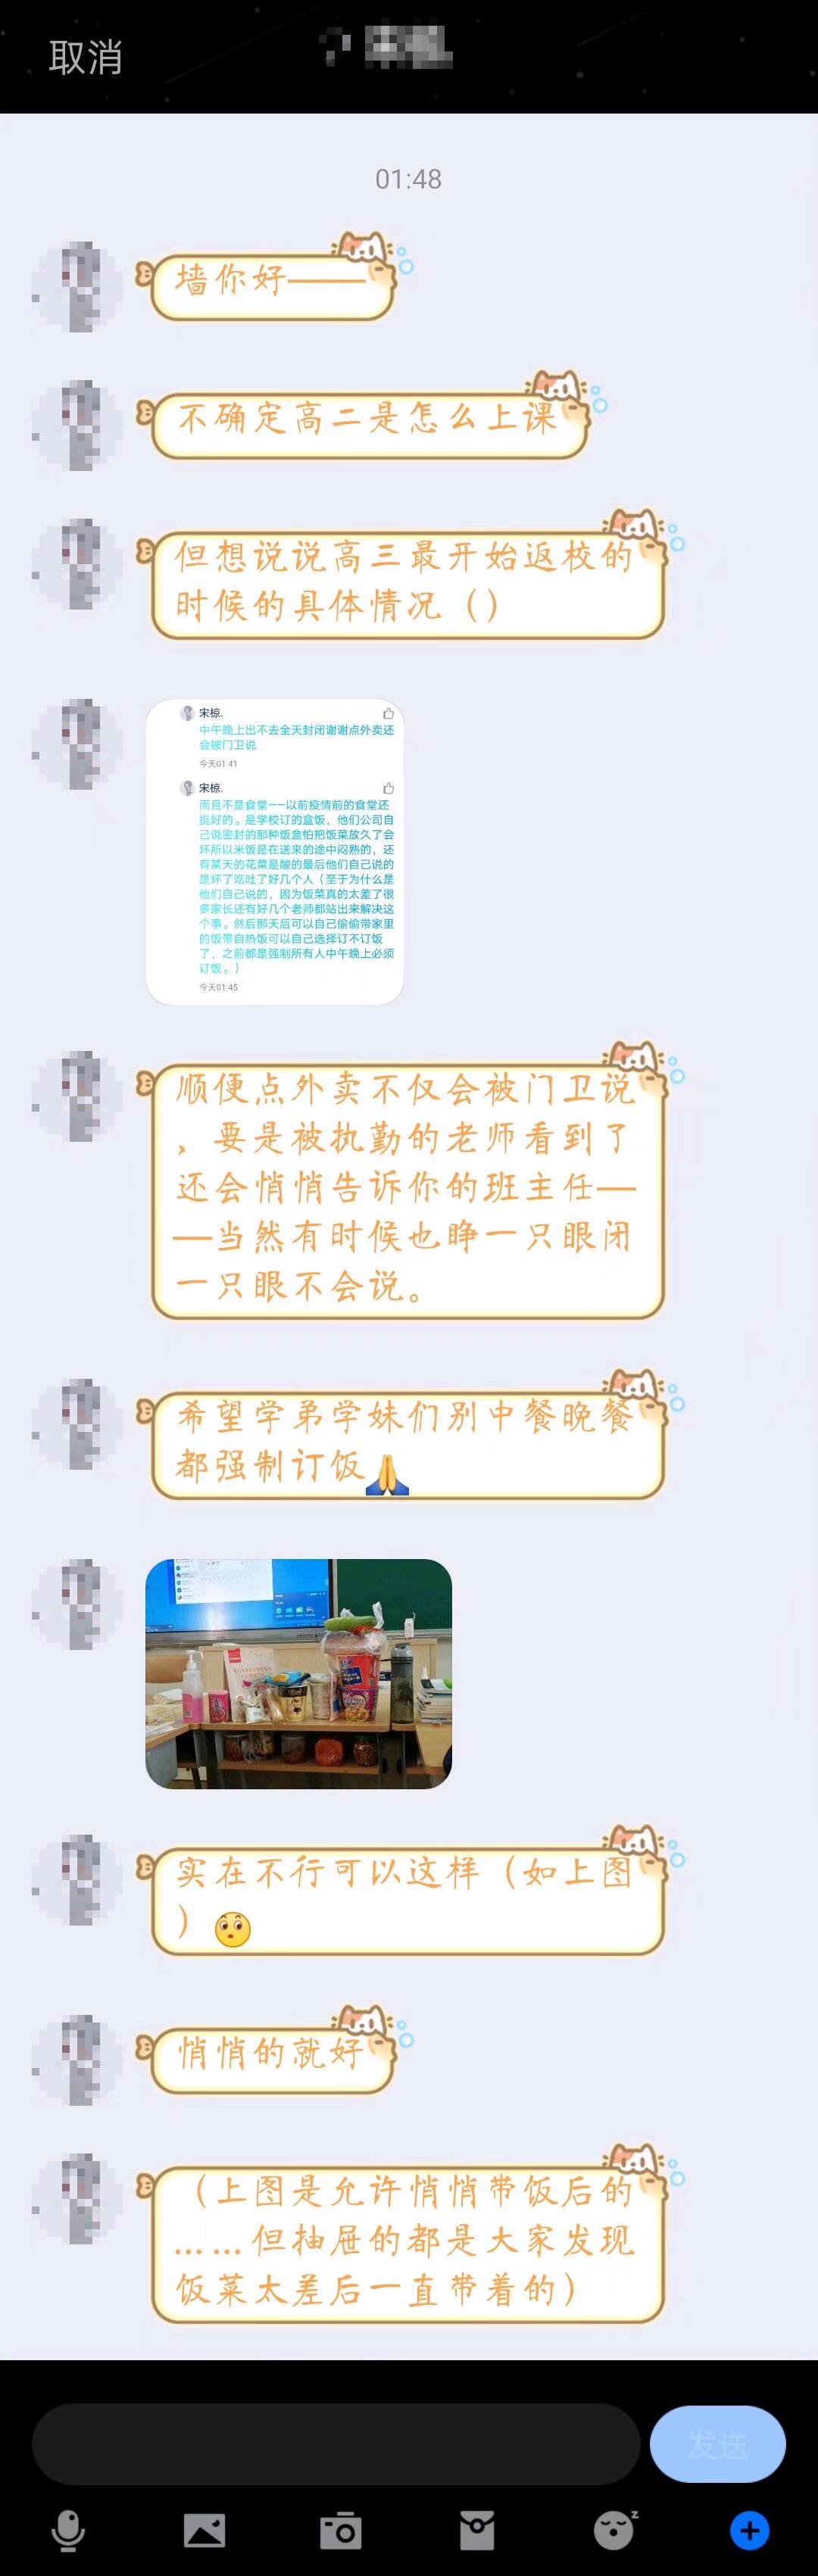 取消
01:48
墙你好——
不确定高二是怎么上课
但想说说高三最开始返校的
时候的具体情况（）
宋椋.
中午晚上出不去全天封闭谢谢点外卖还
会被门卫说
今天01:41
宋椋.
而且不是食堂——以前疫情前的食堂还
挺好的。是学校订的盒饭，他们公司自
己说密封的那种饭盒怕把饭菜放久了会
坏所以米饭是在送来的途中闷熟的，还
有某天的花菜是酸的最后他们自己说的
是坏了吃吐了好几个人（至于为什么是
他们自己说的，因为饭菜真的太差了很
多家长还有好几个老师都站出来解决这
个事。然后那天后可以自己偷偷带家里
的饭带自热饭可以自己选择订不订饭
了，之前都是强制所有人中午晚上必须
订饭。）
今天01:45
顺便点外卖不仅会被门卫说
，要是被执勤的老师看到了
还会悄悄告诉你的班主任—
—当然有时候也睁一只眼闭
一只眼不会说。
希望学弟学妹们别中餐晚餐
都强制订饭🙏
实在不行可以这样（如上图
）
悄悄的就好
（上图是允许悄悄带饭后的
……但抽屉的都是大家发现
饭菜太差后一直带着的）
发送